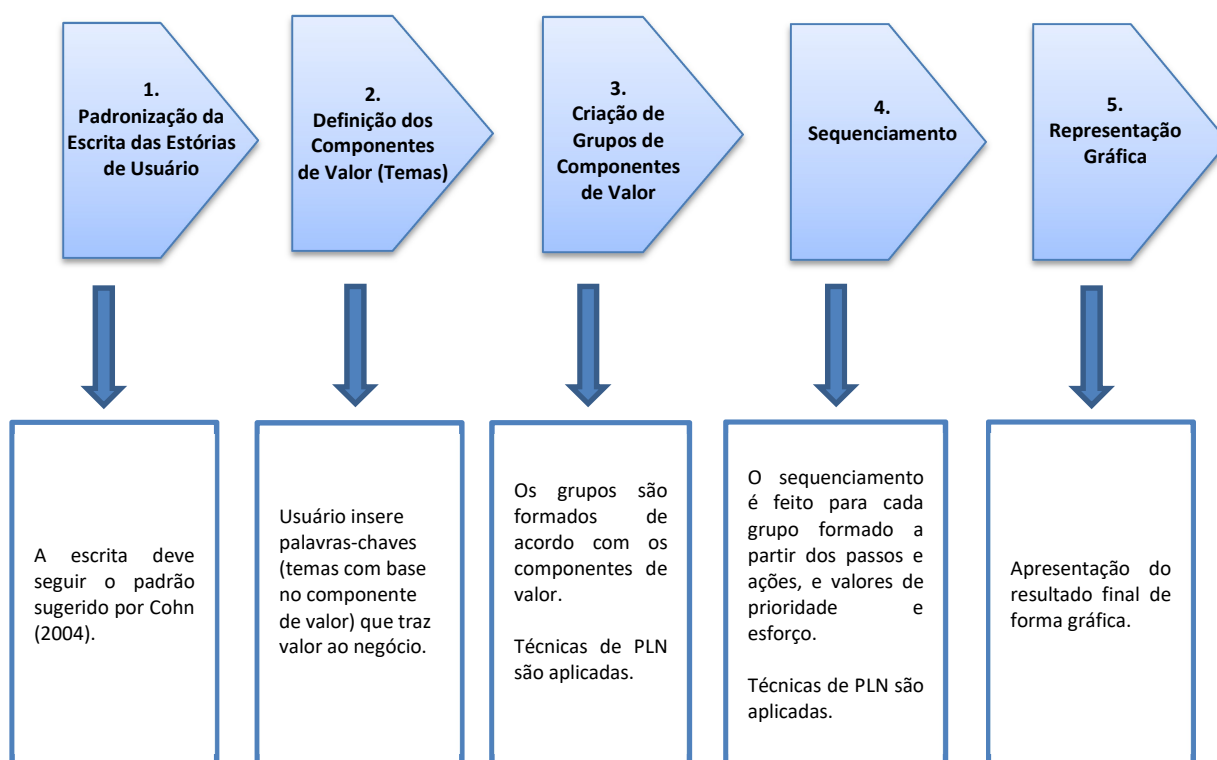 1.
Padronização da
Escrita das Estórias
de Usuário
2.
Definição dos
Componentes
de Valor (Temas)
3.
Criação de
Grupos de
Componentes
de Valor
4.
Sequenciamento
5.
Representação
Gráfica
A escrita deve
seguir o padrão
sugerido por Cohn
(2004).
Usuário insere
palavras-chaves
(temas com base
no componente
de valor) que traz
valor ao negócio.
Os grupos são
formados de
acordo com os
componentes de
valor.
Técnicas de PLN
são aplicadas.
O sequenciamento
é feito para cada
grupo formado a
partir dos passos e
ações, e valores de
prioridade e
esforço.
Técnicas de PLN são
aplicadas.
Apresentação do
resultado final de
forma gráfica.